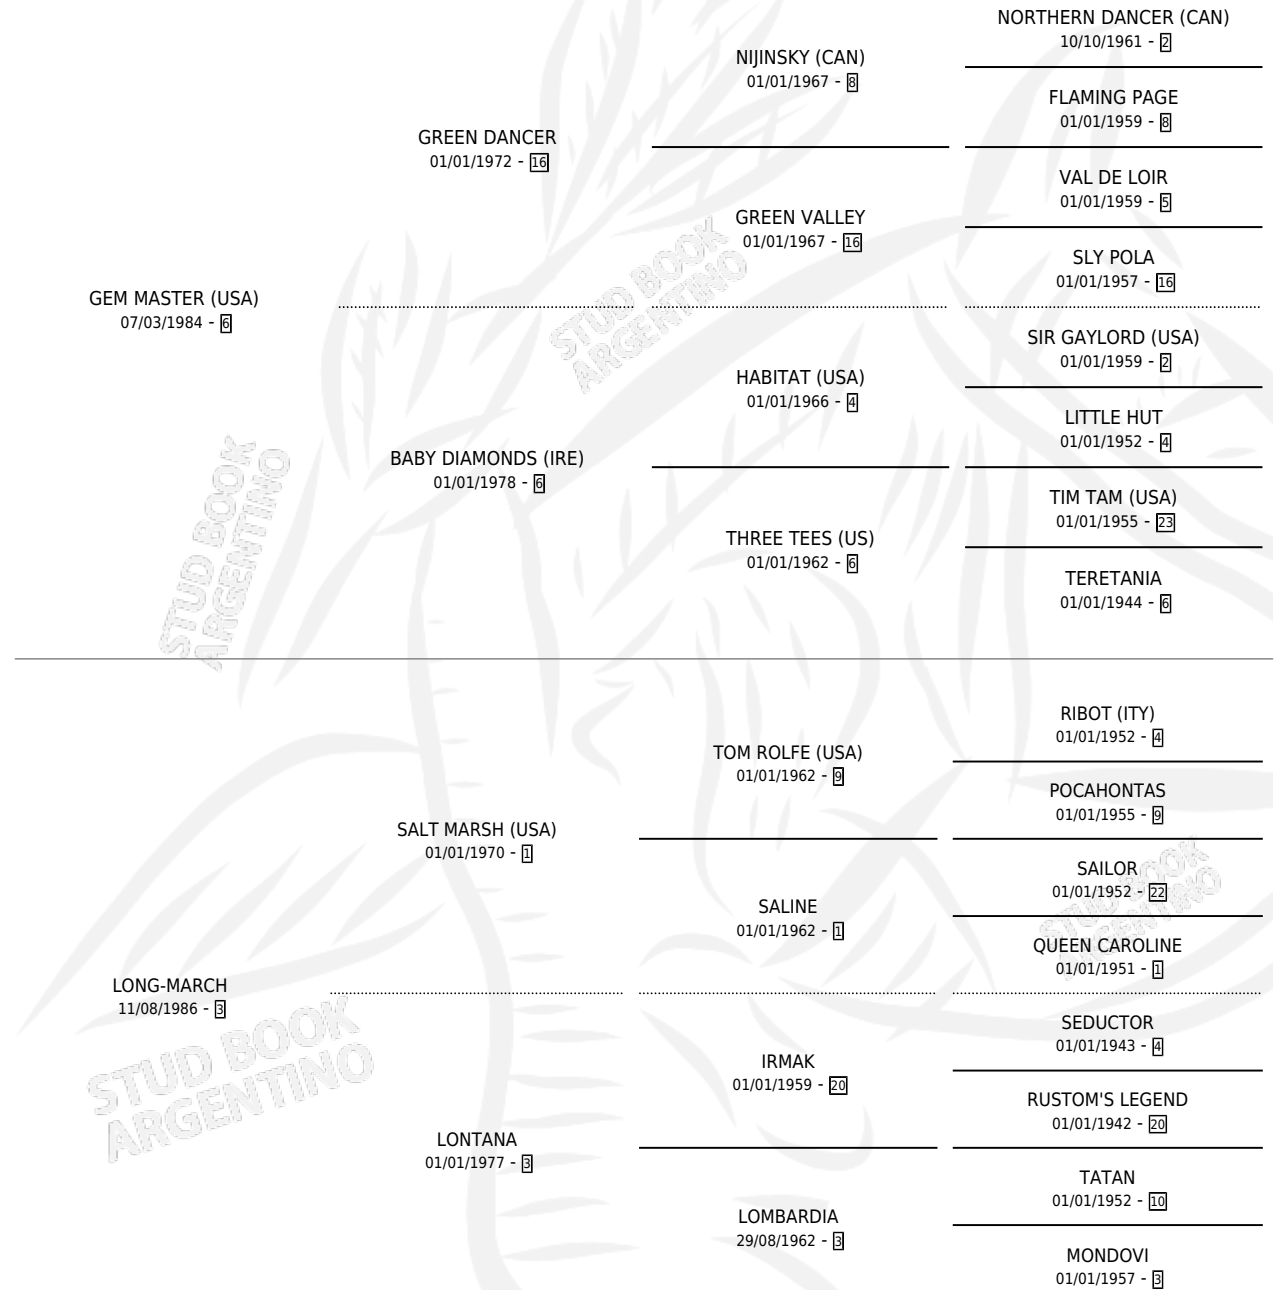 NORTHERN DANCER (CAN)
10/10/1961 - 2
NIJINSKY (CAN)
01/01/1967 - 8
FLAMING PAGE
01/01/1959 - 8
GREEN DANCER
01/01/1972 - 16
VAL DE LOIR
01/01/1959 - 5
GREEN VALLEY
01/01/1967 - 16
SLY POLA
01/01/1957 - 16
GEM MASTER (USA)
07/03/1984 - 6
SIR GAYLORD (USA)
01/01/1959 - 2
HABITAT (USA)
01/01/1966 - 4
LITTLE HUT
01/01/1952 - 4
BABY DIAMONDS (IRE)
01/01/1978 - 6
TIM TAM (USA)
01/01/1955 - 23
THREE TEES (US)
01/01/1962 - 6
TERETANIA
01/01/1944 - 6
RIBOT (ITY)
01/01/1952 - 4
TOM ROLFE (USA)
01/01/1962 - 9
POCAHONTAS
01/01/1955 - 9
SALT MARSH (USA)
01/01/1970 - 1
SAILOR
01/01/1952 - 22
SALINE
01/01/1962 - 1
QUEEN CAROLINE
01/01/1951 - 1
LONG-MARCH
11/08/1986 - 3
SEDUCTOR
01/01/1943 - 4
IRMAK
01/01/1959 - 20
RUSTOM'S LEGEND
01/01/1942 - 20
LONTANA
01/01/1977 - 3
TATAN
01/01/1952 - 10
LOMBARDIA
29/08/1962 - 3
MONDOVI
01/01/1957 - 3
STUD BOOK
ARGENTINO
STUD BOOK
ARGENTINO
STUD BOOK
ARGENTINO
STUD BOOK
ARGENTINO